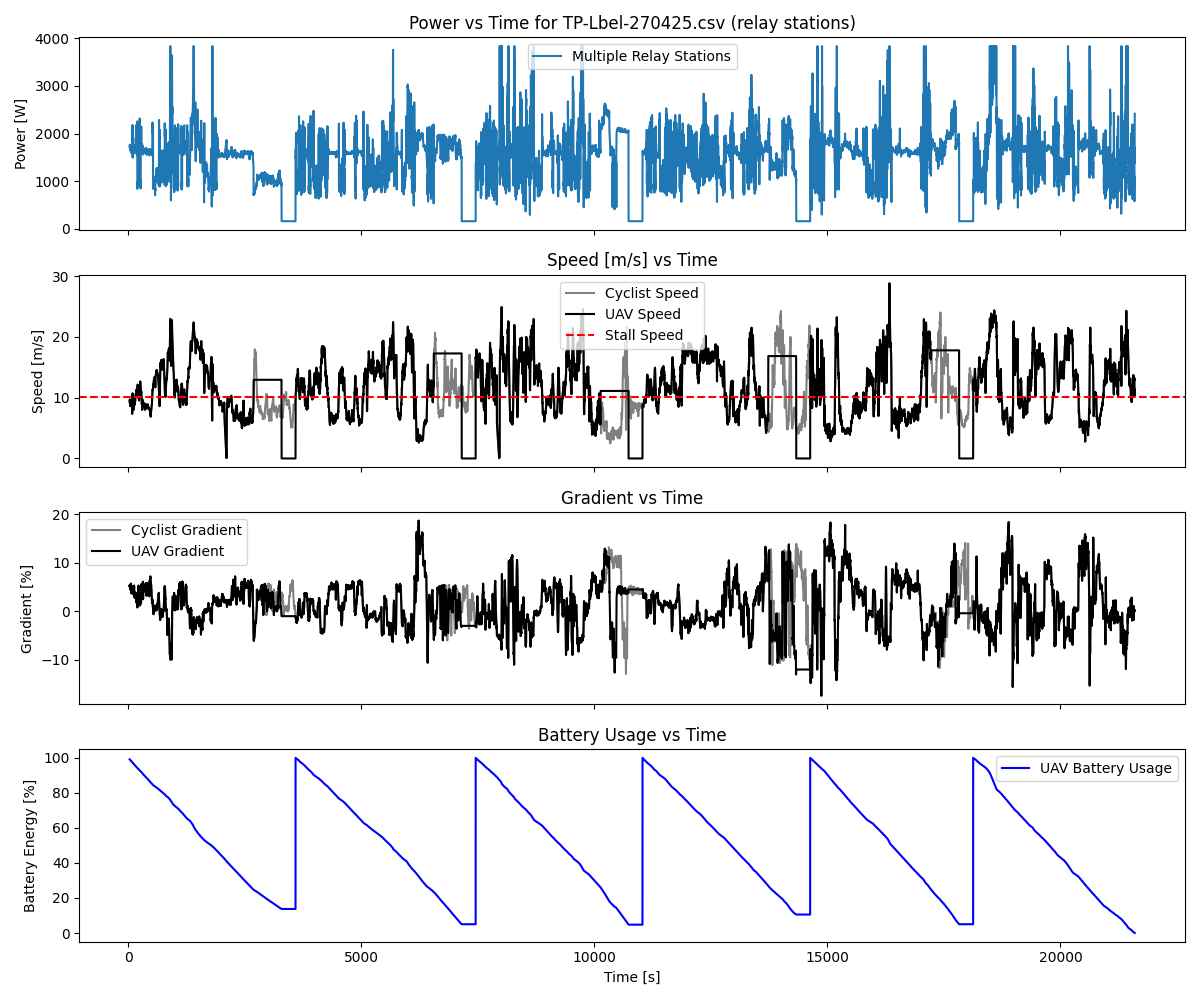 Power vs Time for TP-Lbel-270425.csv (relay stations)
4000
3000
2000
1000
0
Power [W]
Multiple Relay Stations
Speed [m/s] vs Time
30
20
10
0
Speed [m/s]
Cyclist Speed
UAV Speed
Stall Speed
Gradient vs Time
20
10
0
−10
Gradient [%]
Cyclist Gradient
UAV Gradient
Battery Usage vs Time
100
80
60
40
20
0
Battery Energy [%]
UAV Battery Usage
0 5000 10000 15000 20000
Time [s]